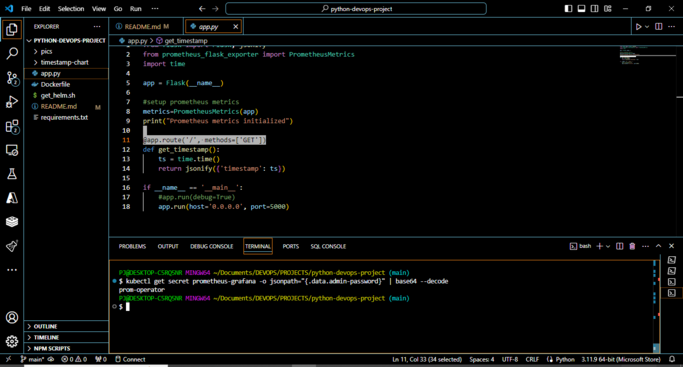 File Edit Selection View Go Run ...
python-devops-project
EXPLORER ...
PYTHON-DEVOPS-PROJECT
pics
timestamp-chart
app.py
Dockerfile
get_helm.sh
README.md M
requirements.txt
OUTLINE
TIMELINE
NPM SCRIPTS
README.md M
app.py
app.py > get_timestamp
2 from prometheus_flask_exporter import PrometheusMetrics
3 import time
4
5 app = Flask(__name__)
6
7 #setup prometheus metrics
8 metrics=PrometheusMetrics(app)
9 print("Prometheus metrics initialized")
10
11 @app.route('/', methods=['GET'])
12 def get_timestamp():
13 ts = time.time()
14 return jsonify({'timestamp': ts})
15
16 if __name__ == '__main__':
17 #app.run(debug=True)
18 app.run(host='0.0.0.0', port=5000)
PROBLEMS OUTPUT DEBUG CONSOLE TERMINAL PORTS SQL CONSOLE
bash
PJ@DESKTOP-CSRQSNR MINGW64 ~/Documents/DEVOPS/PROJECTS/python-devops-project (main)
$ kubectl get secret prometheus-grafana -o jsonpath="{.data.admin-password}" | base64 --decode
prom-operator
PJ@DESKTOP-CSRQSNR MINGW64 ~/Documents/DEVOPS/PROJECTS/python-devops-project (main)
$
main* 0 0 0 Connect
Ln 11, Col 33 (34 selected) Spaces: 4 UTF-8 CRLF Python 3.11.9 64-bit (Microsoft Store)